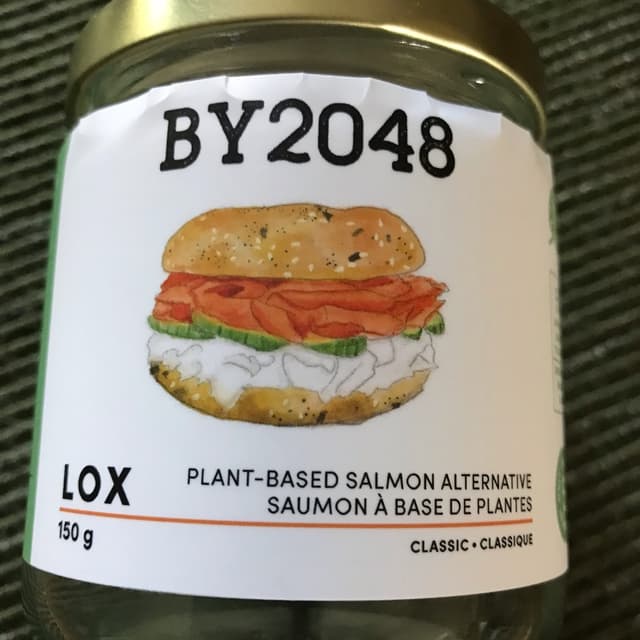 BY2048
LOX
150 g
PLANT-BASED SALMON ALTERNATIVE
SAUMON À BASE DE PLANTES
CLASSIC • CLASSIQUE